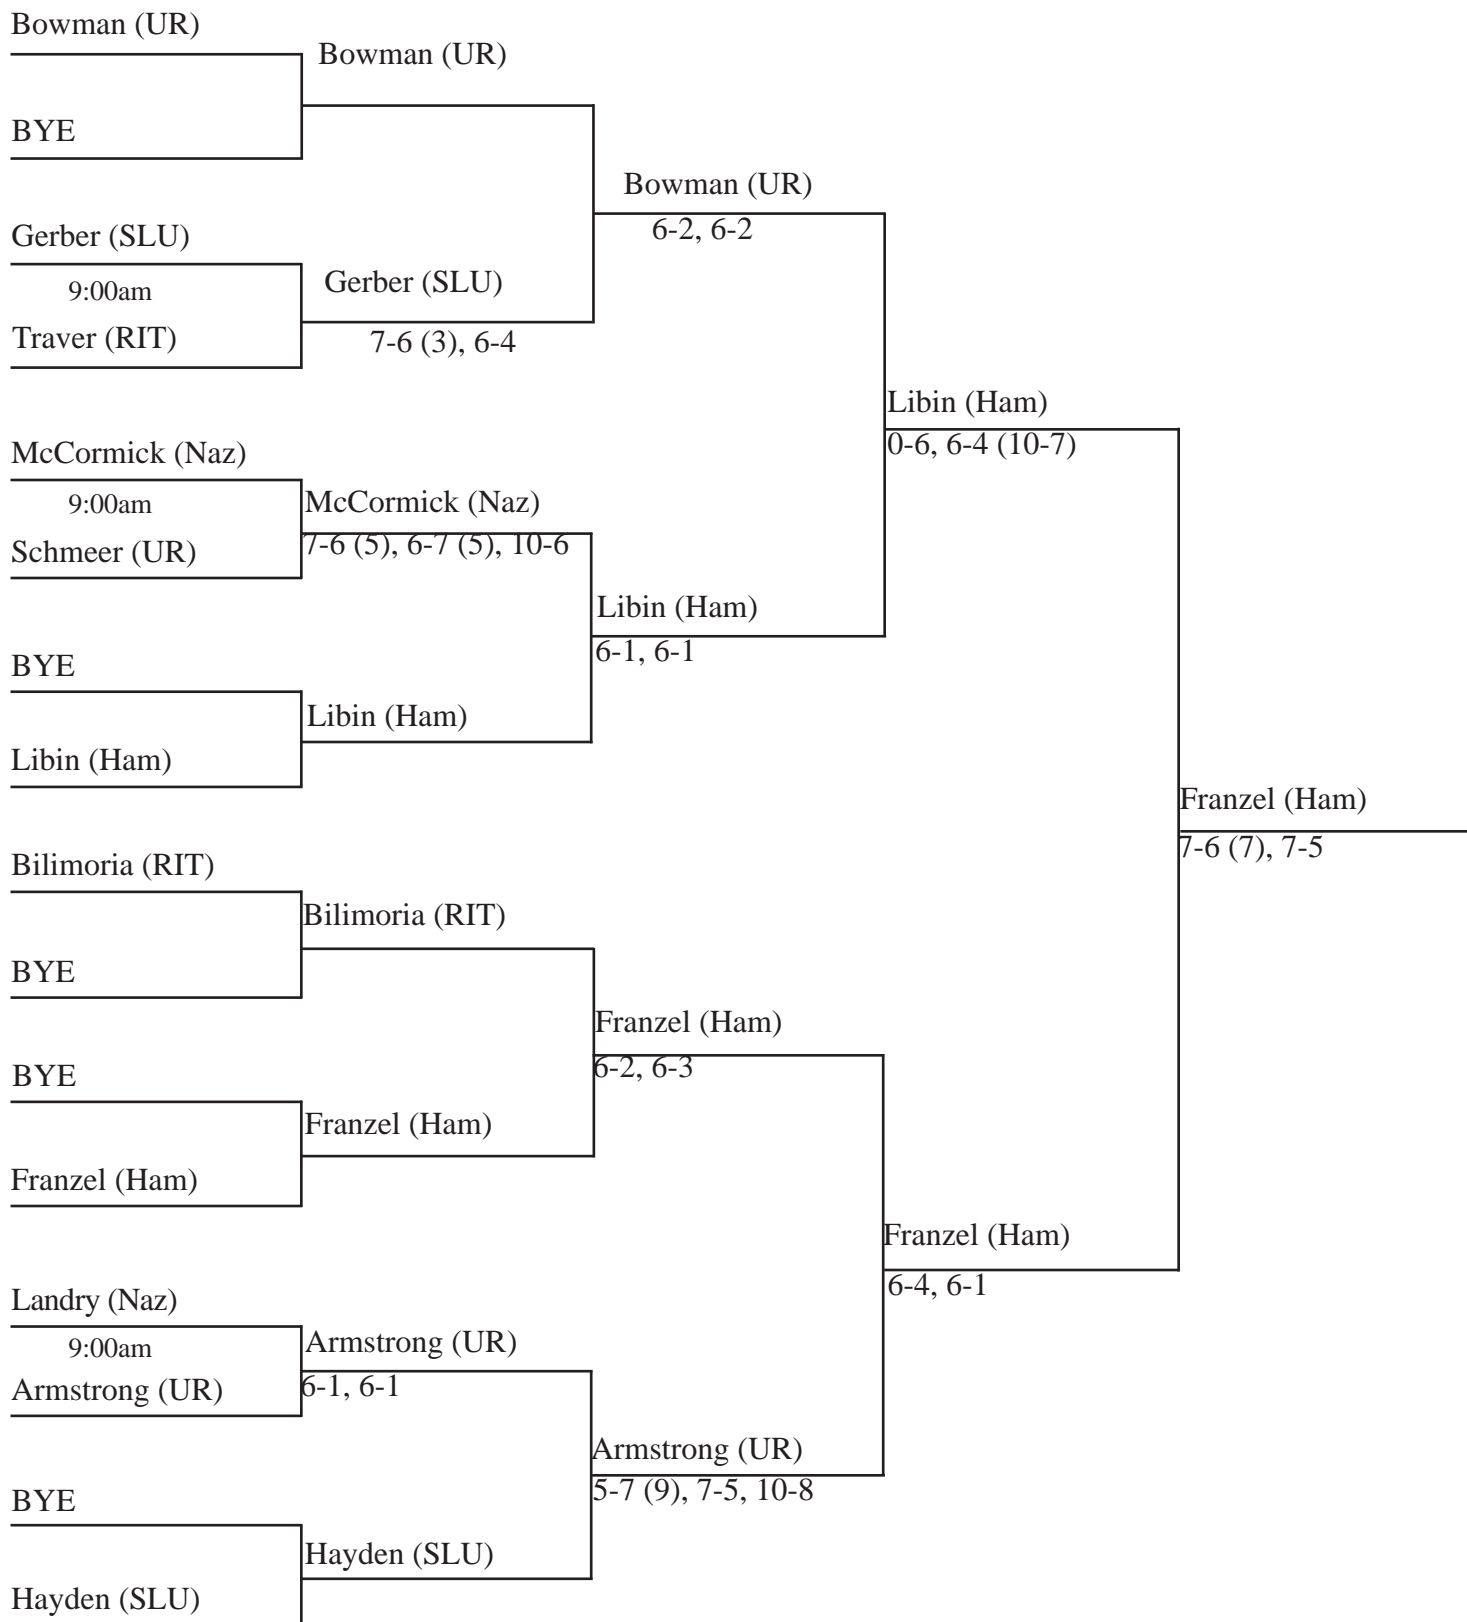 Bowman (UR)
BYE
Gerber (SLU)
9:00am
Traver (RIT)
McCormick (Naz)
9:00am
Schmeer (UR)
BYE
Libin (Ham)
Bilimoria (RIT)
BYE
BYE
Franzel (Ham)
Landry (Naz)
9:00am
Armstrong (UR)
BYE
Hayden (SLU)
Bowman (UR)
Gerber (SLU)
7-6 (3), 6-4
McCormick (Naz)
7-6 (5), 6-7 (5), 10-6
Libin (Ham)
Bilimoria (RIT)
Franzel (Ham)
Armstrong (UR)
6-1, 6-1
Hayden (SLU)
Bowman (UR)
6-2, 6-2
Libin (Ham)
6-1, 6-1
Franzel (Ham)
6-2, 6-3
Armstrong (UR)
5-7 (9), 7-5, 10-8
Libin (Ham)
0-6, 6-4 (10-7)
Franzel (Ham)
6-4, 6-1
Franzel (Ham)
7-6 (7), 7-5